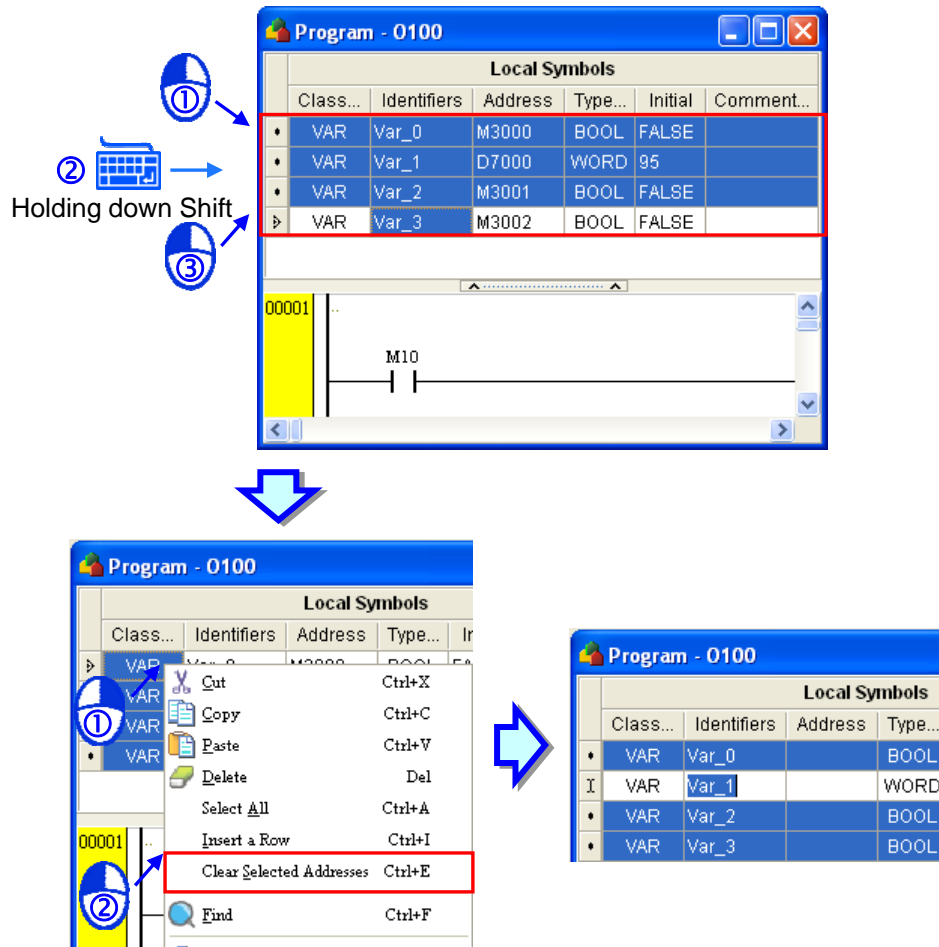 Program - O100
Local Symbols
Class... Identifiers Address Type... Initial Comment...
①
VAR Var_0 M3000 BOOL FALSE
VAR Var_1 D7000 WORD 95
②
VAR Var_2 M3001 BOOL FALSE
Holding down Shift
VAR Var_3 M3002 BOOL FALSE
③
00001
M10
Program - O100
Local Symbols
Class... Identifiers Address Type...
VAR
VAR
①
VAR
VAR
Cut Ctrl+X
Copy Ctrl+C
Paste Ctrl+V
Delete Del
Select All Ctrl+A
Insert a Row Ctrl+I
Clear Selected Addresses Ctrl+E
Find Ctrl+F
00001
②
Program - O100
Local Symbols
Class... Identifiers Address Type...
VAR Var_0 BOOL
VAR Var_1 WORD
VAR Var_2 BOOL
VAR Var_3 BOOL